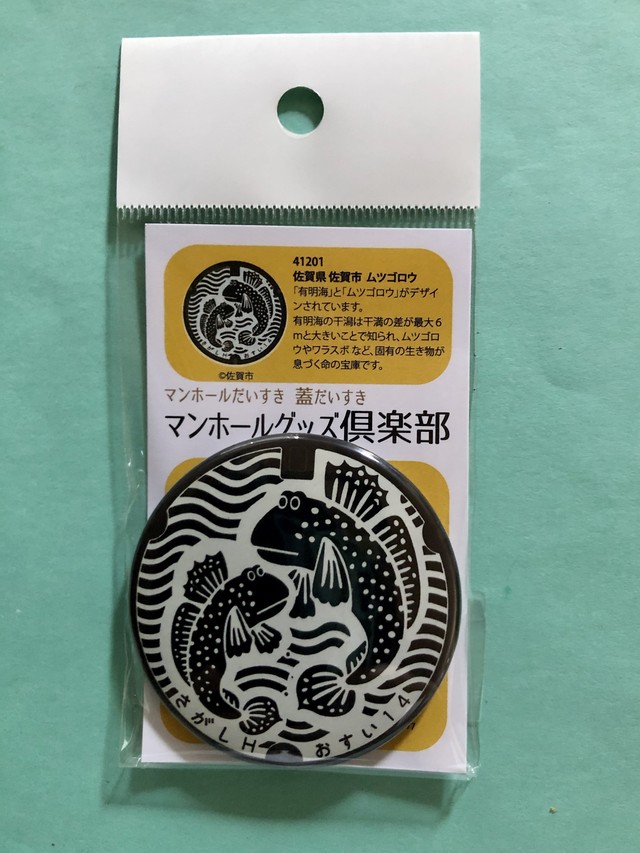 41201
佐賀県 佐賀市 ムツゴロウ
「有明海」と「ムツゴロウ」がデザイ
ンされています。
有明海の干潟は干満の差が最大6
mと大きいことで知られ、ムツゴロ
ウやワラスボなど、固有の生き物が
息づく命の宝庫です。
©佐賀市
マンホールだいすき 蓋だいすき
マンホールグッズ倶楽部
さがLH おすい14